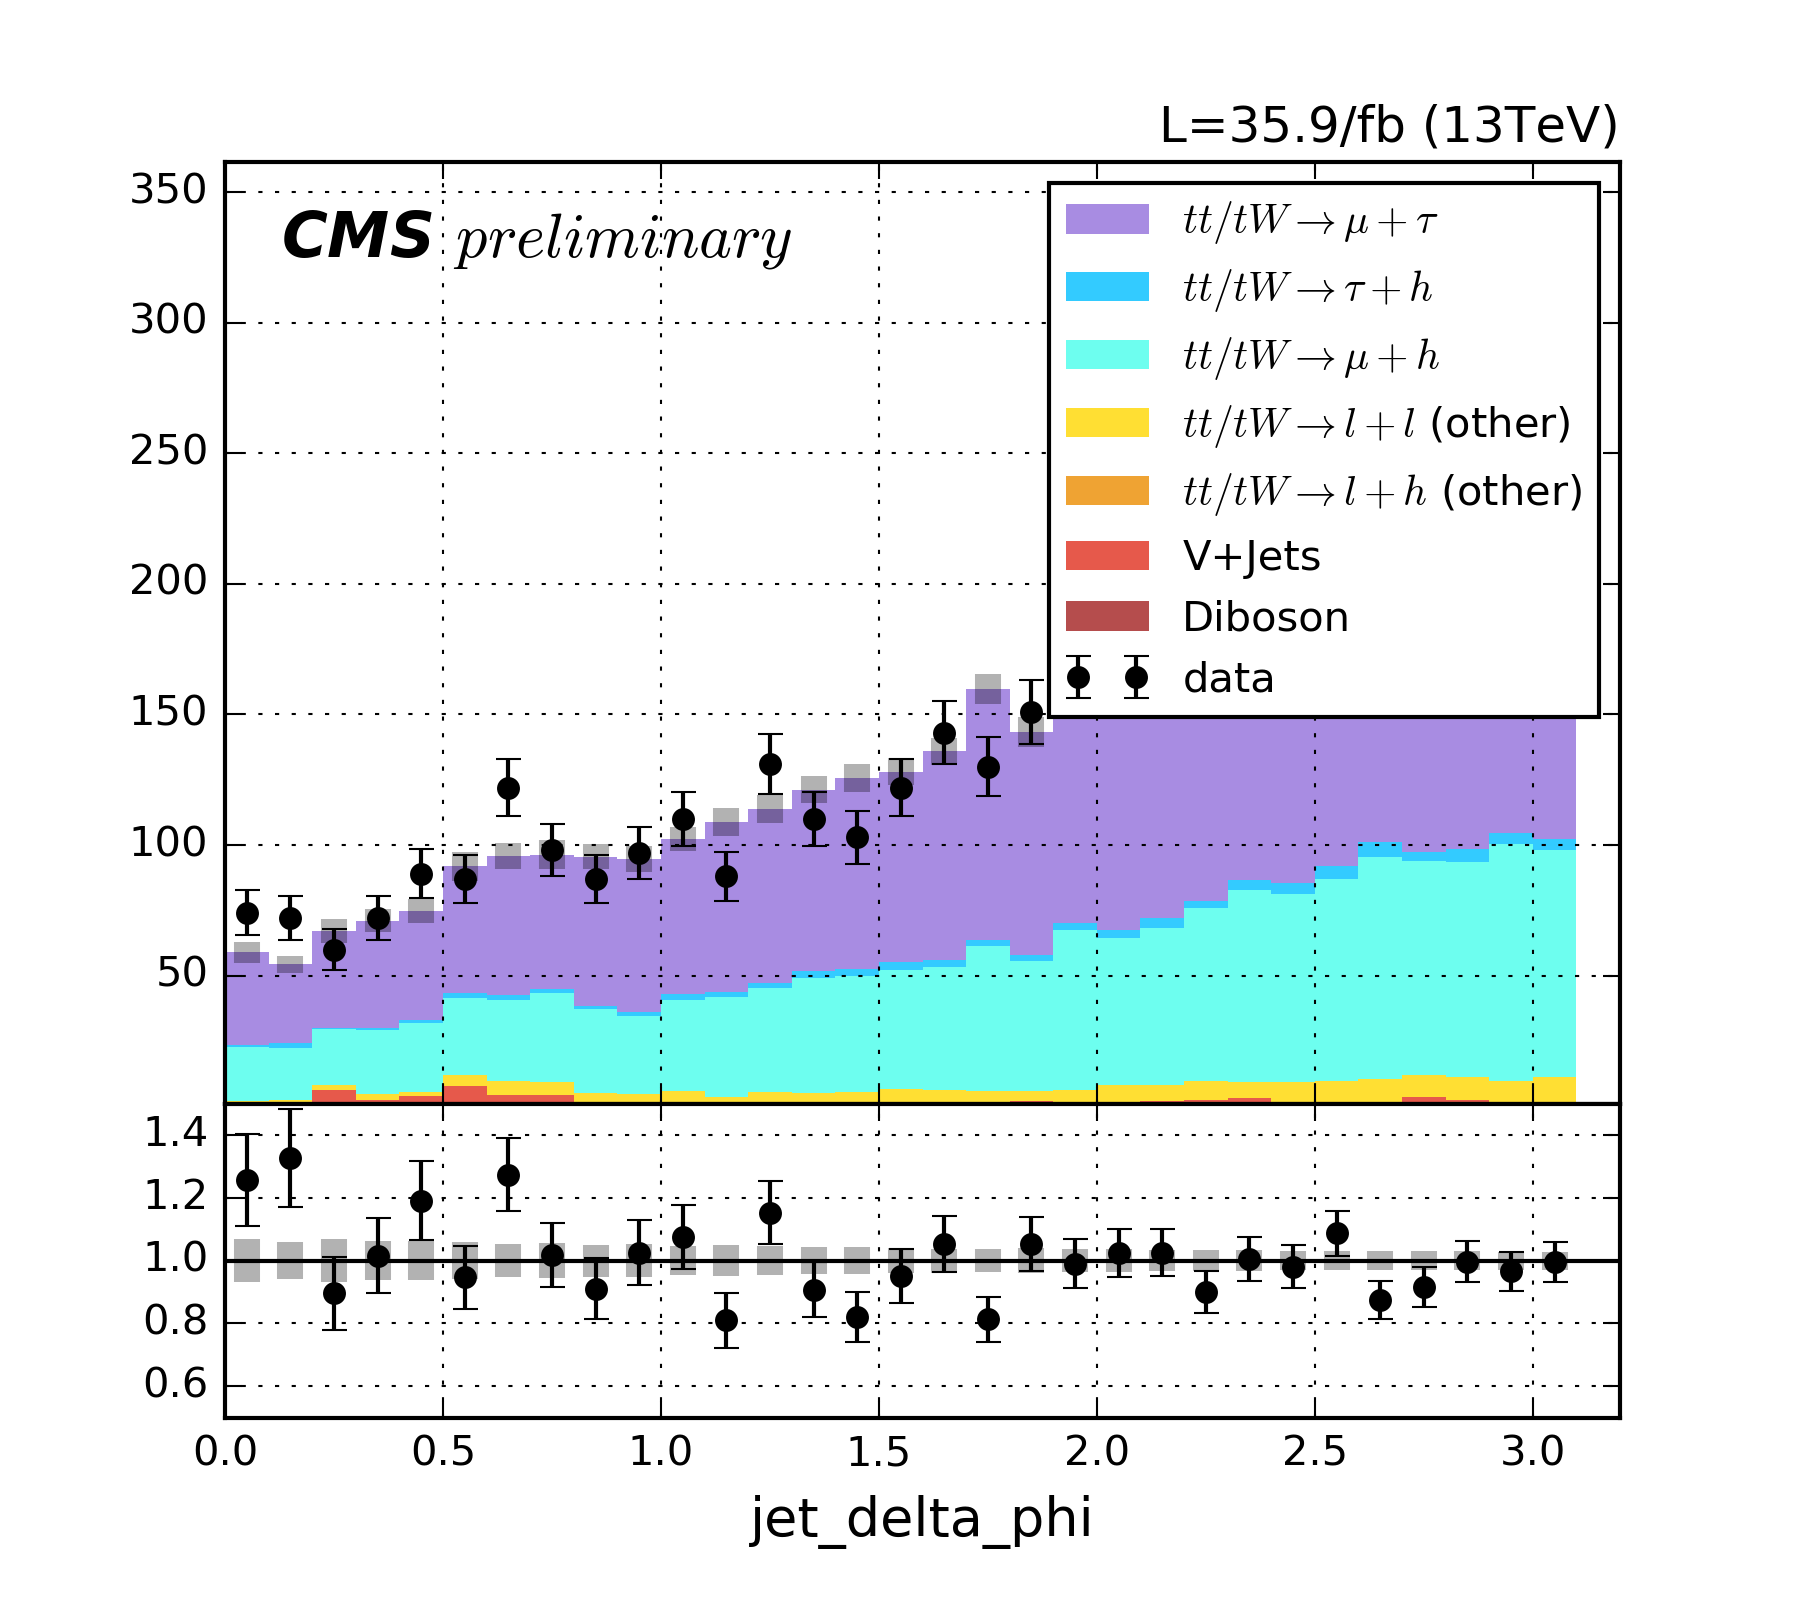 L=35.9/fb (13TeV)
CMS preliminary
350
300
250
200
150
100
50
tt/tW→μ+τ
tt/tW→τ+h
tt/tW→μ+h
tt/tW→l+l (other)
tt/tW→l+h (other)
V+Jets
Diboson
data
1.4
1.2
1.0
0.8
0.6
0.0 0.5 1.0 1.5 2.0 2.5 3.0
jet_delta_phi